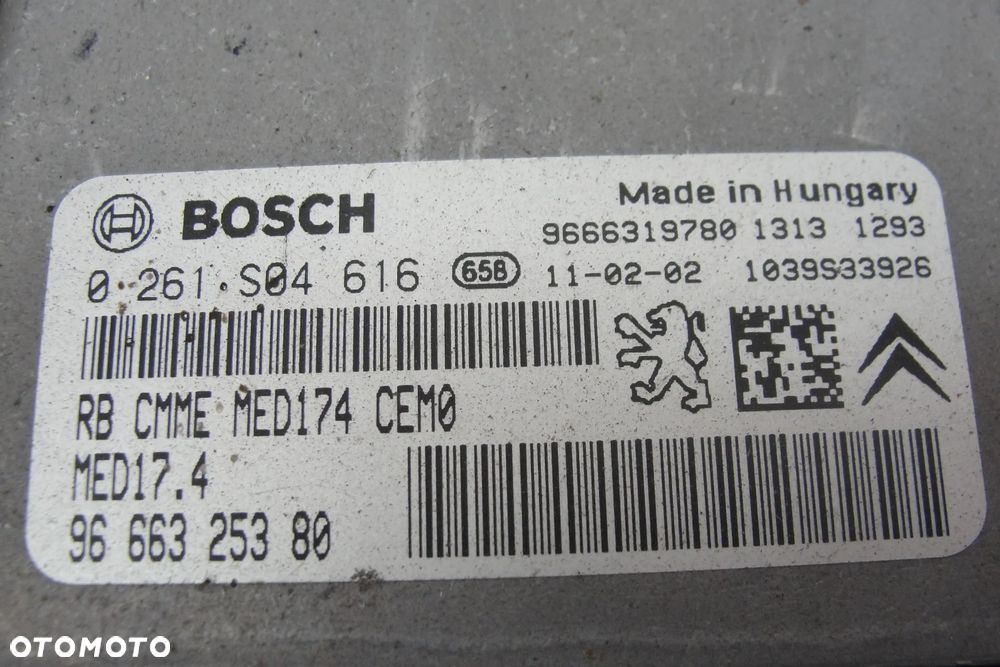 BOSCH
Made in Hungary
9666319780 1313 1293
0 261 S04 616 658 11-02-02 1039S33926
RB CMME MED174 CEM0
MED17.4
96 663 253 80
OTOMOTO